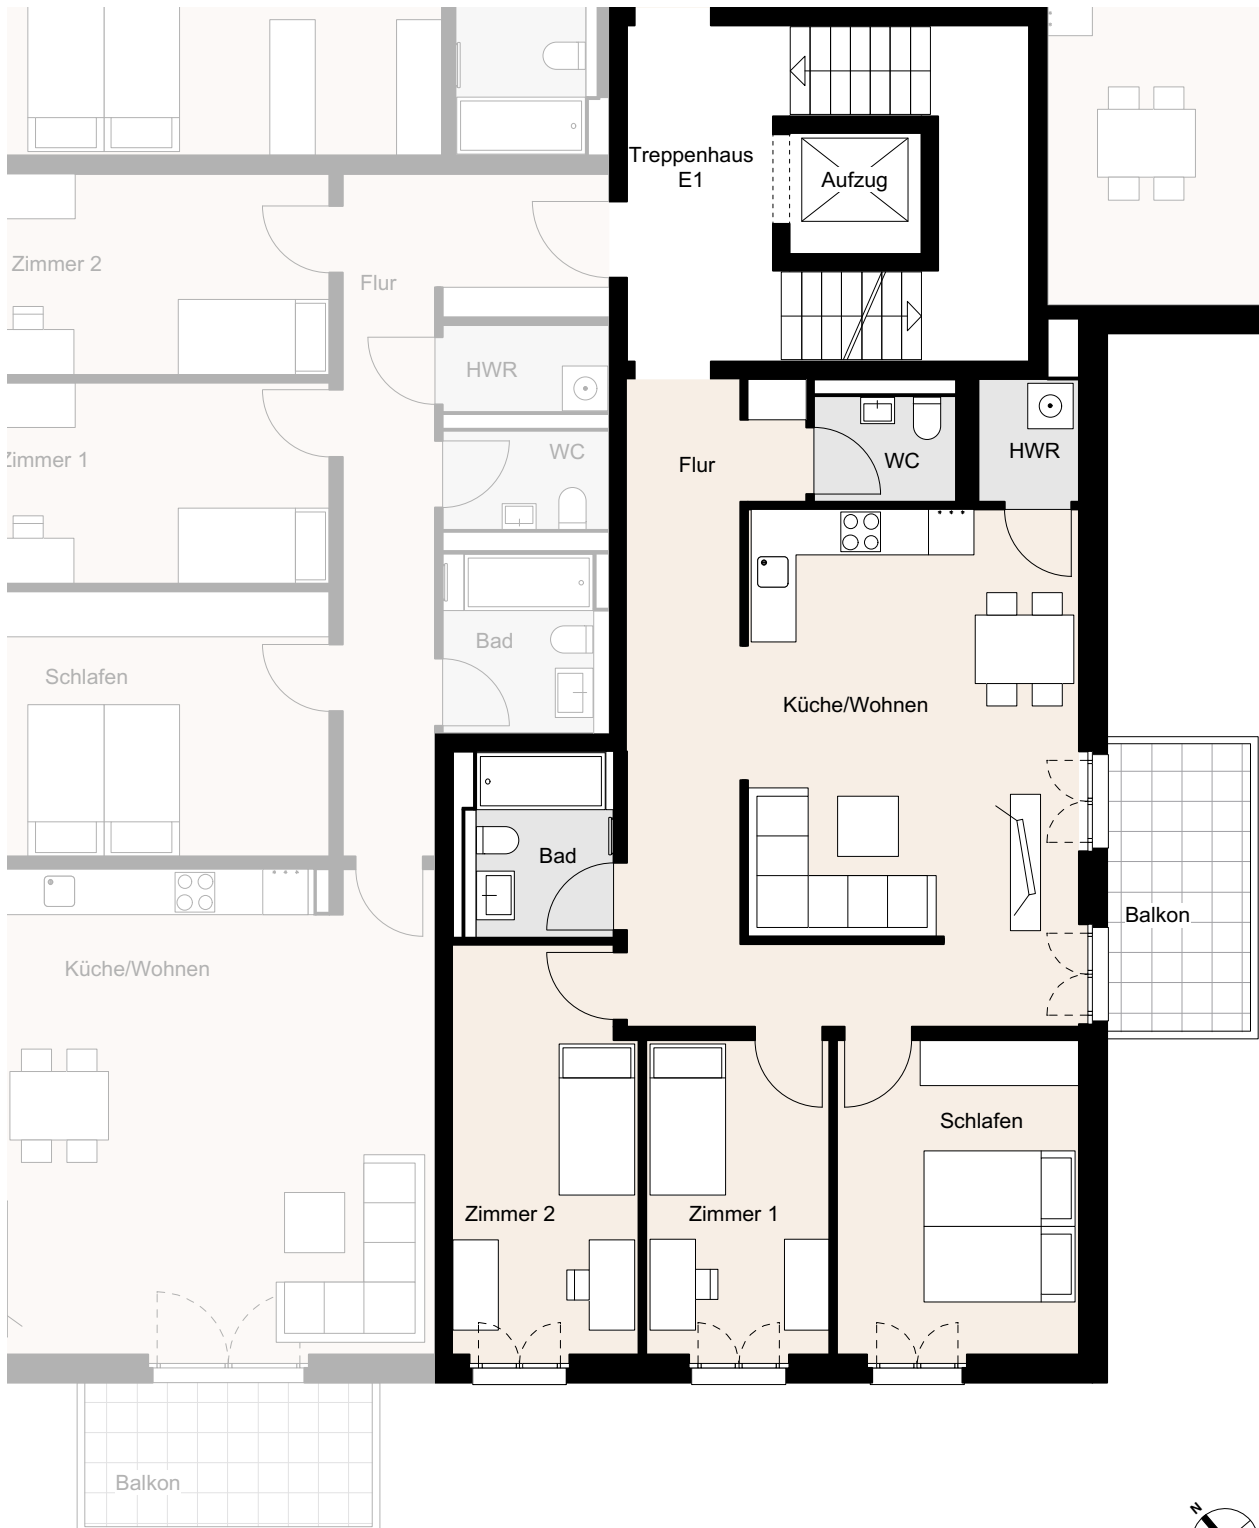 Treppenhaus
E1
Aufzug
Zimmer 2
Flur
HWR
WC
Zimmer 1
Flur
WC
HWR
Bad
Schlafen
Küche/Wohnen
Bad
Balkon
Küche/Wohnen
Schlafen
Zimmer 2
Zimmer 1
Balkon
N